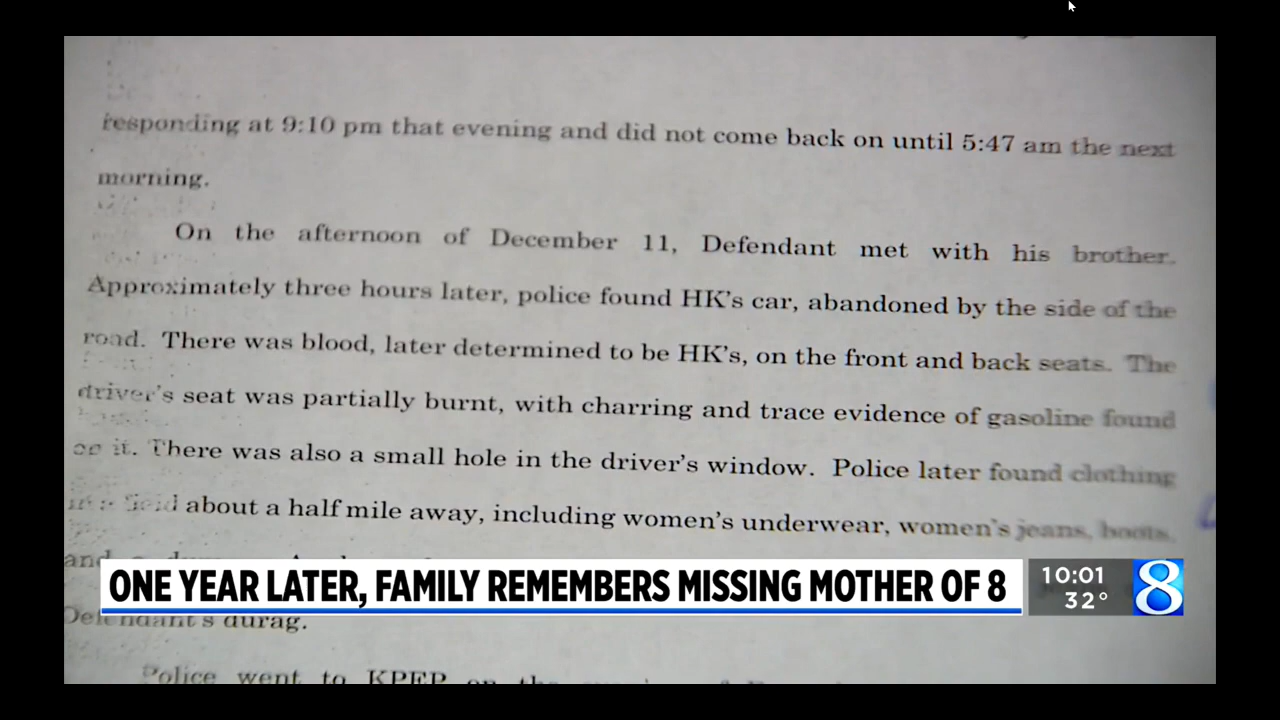 responding at 9:10 pm that evening and did not come back on until 5:47 am the next
morning.
On the afternoon of December 11, Defendant met with his brother.
Approximately three hours later, police found HK's car, abandoned by the side of the
road. There was blood, later determined to be HK's, on the front and back seats. The
driver's seat was partially burnt, with charring and trace evidence of gasoline found
on it. There was also a small hole in the driver's window. Police later found clothing
field about a half mile away, including women's underwear, women's jeans, boots,
and
ONE YEAR LATER, FAMILY REMEMBERS MISSING MOTHER OF 8
10:01
32°
8
Defendant's durag.
Police went to KPEP on the